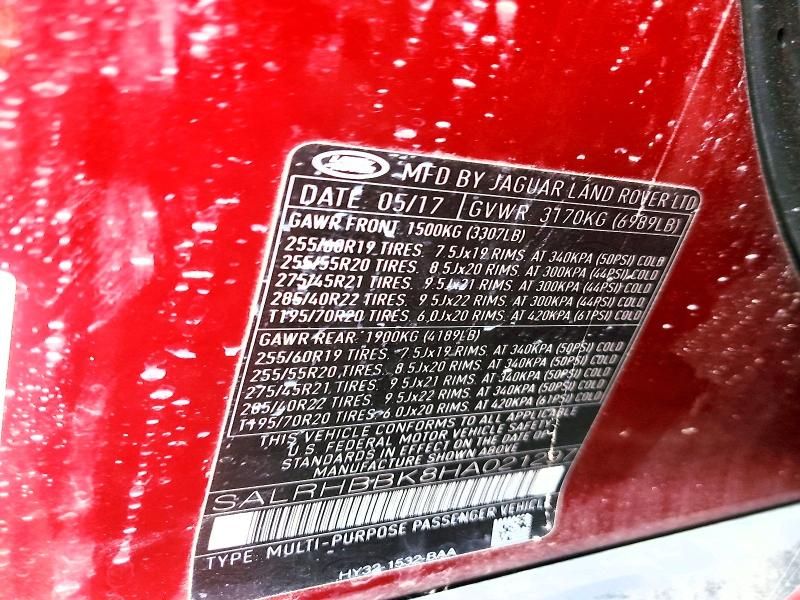 MFD BY JAGUAR LAND ROVER LTD
DATE 05/17 GVWR 3170KG (6989LB)
GAWR FRONT 1500KG (3307LB)
255/60R19 TIRES. 7.5Jx19 RIMS. AT 340KPA (50PSI) COLD
255/55R20 TIRES. 8.5Jx20 RIMS. AT 300KPA (44PSI) COLD
275/45R21 TIRES. 9.5Jx21 RIMS. AT 300KPA (44PSI) COLD
285/40R22 TIRES. 9.5Jx22 RIMS. AT 300KPA (44PSI) COLD
T195/70R20 TIRES. 6.0Jx20 RIMS. AT 420KPA (61PSI) COLD
GAWR REAR 1900KG (4189LB)
255/60R19 TIRES. 7.5Jx19 RIMS. AT 340KPA (50PSI) COLD
255/55R20 TIRES. 8.5Jx20 RIMS. AT 340KPA (50PSI) COLD
275/45R21 TIRES. 9.5Jx21 RIMS. AT 340KPA (50PSI) COLD
285/40R22 TIRES. 9.5Jx22 RIMS. AT 340KPA (50PSI) COLD
T195/70R20 TIRES. 6.0Jx20 RIMS. AT 420KPA (61PSI) COLD
THIS VEHICLE CONFORMS TO ALL APPLICABLE
U.S. FEDERAL MOTOR VEHICLE SAFETY
STANDARDS IN EFFECT ON THE DATE OF
MANUFACTURE SHOWN ABOVE
SALRHBBK8HA021297
TYPE: MULTI-PURPOSE PASSENGER VEHICLE
HY32-1532-BAA